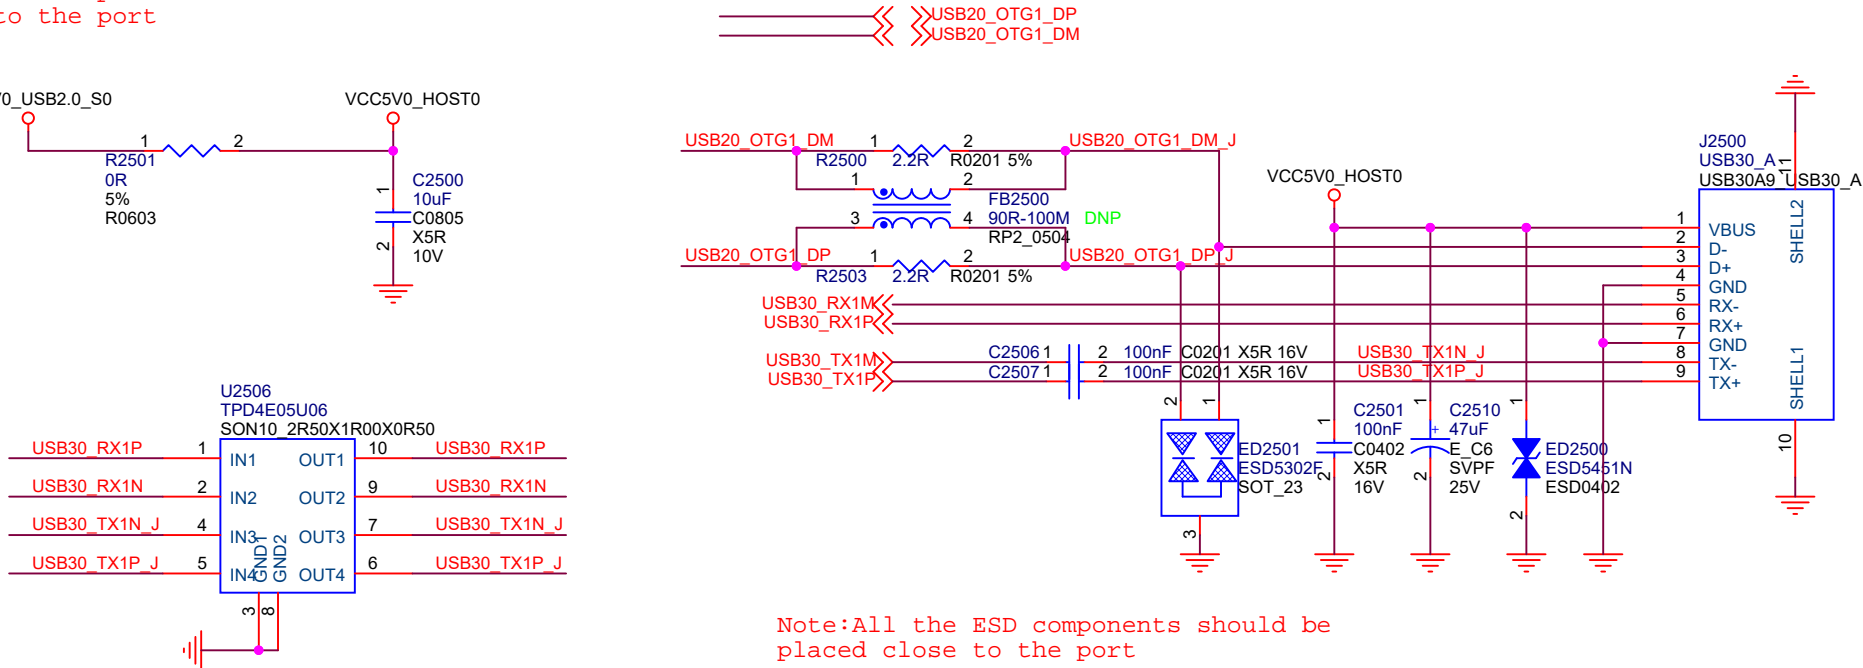 to the port
USB20_OTG1_DP
USB20_OTG1_DM
V0_USB2.0_S0
VCC5V0_HOST0
1
2
R2501
0R
5%
R0603
1
2
C2500
10uF
C0805
X5R
10V
USB20_OTG1_DM
1
2
USB20_OTG1_DM_J
R2500
2.2R
R0201 5%
1
2
FB2500
90R-100M
DNP
RP2_0504
3
4
USB20_OTG1_DP
1
2
USB20_OTG1_DP_J
R2503
2.2R
R0201 5%
USB30_RX1M
USB30_RX1P
USB30_TX1M
C2506 1
2
100nF C0201 X5R 16V
USB30_TX1N_J
USB30_TX1P
C2507 1
2
100nF C0201 X5R 16V
USB30_TX1P_J
VCC5V0_HOST0
J2500
USB30_A
USB30A9_USB30_A
11
SHELL2
1
VBUS
2
D-
3
D+
4
GND
5
RX-
6
RX+
7
GND
8
TX-
9
TX+
SHELL1
10
2
1
ED2501
ESD5302F
SOT_23
3
1
C2501
100nF
C0402
X5R
16V
2
1
+
C2510
47uF
E_C6
SVPF
25V
2
1
ED2500
ESD5451N
ESD0402
2
U2506
TPD4E05U06
SON10_2R50X1R00X0R50
USB30_RX1P
1
IN1
OUT1
10
USB30_RX1P
USB30_RX1N
2
IN2
OUT2
9
USB30_RX1N
USB30_TX1N_J
4
IN3
OUT3
7
USB30_TX1N_J
USB30_TX1P_J
5
IN4
OUT4
6
USB30_TX1P_J
GND1
GND2
3
8
Note:All the ESD components should be
placed close to the port